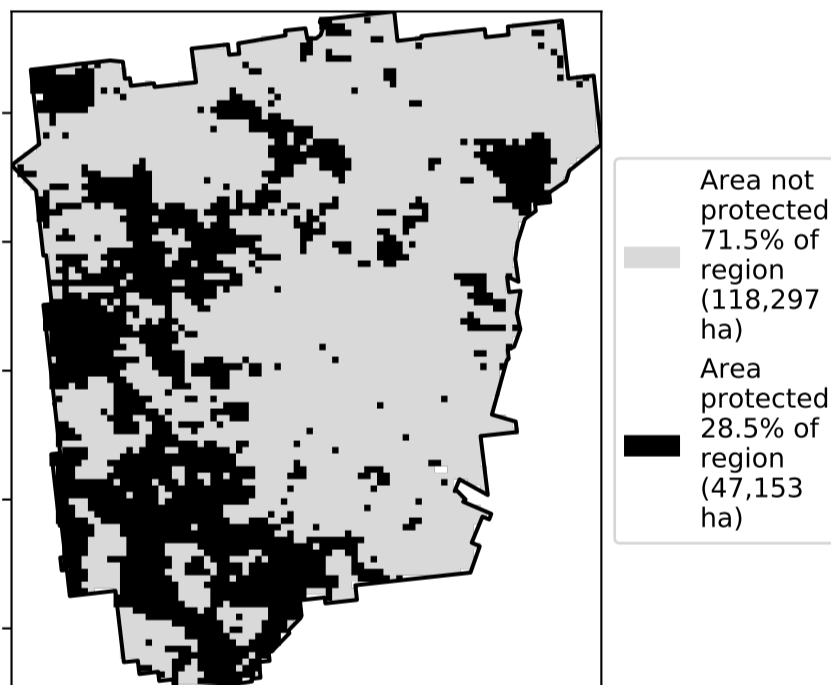 Area not
protected
71.5% of
region
(118,297
ha)
Area
protected
28.5% of
region
(47,153
ha)